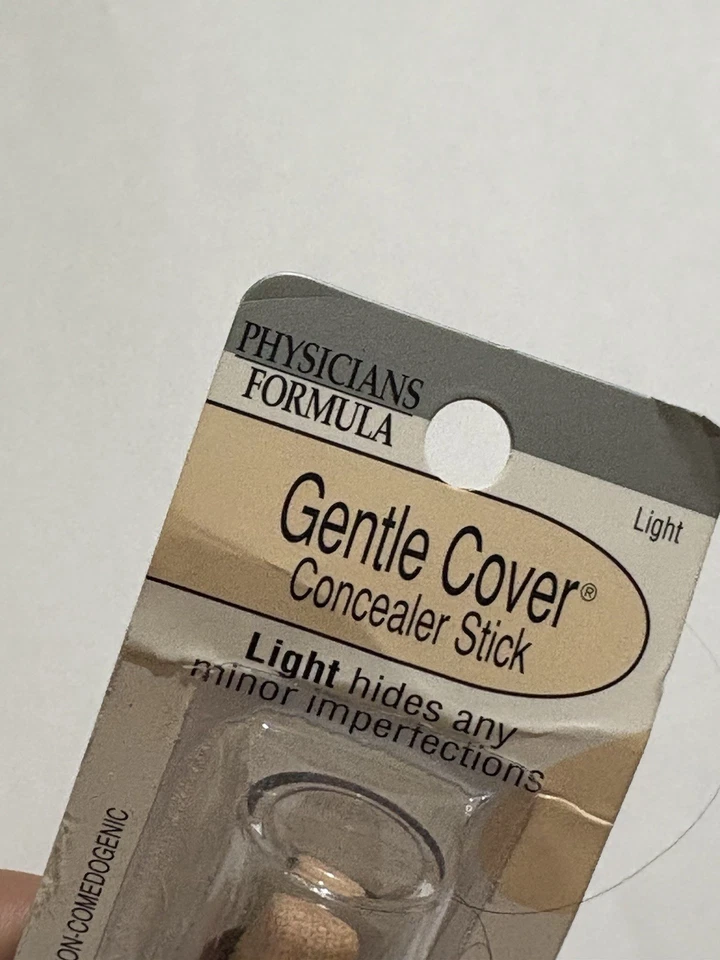 PHYSICIANS
FORMULA
Light
Gentle Cover®
Concealer Stick
Light hides any
minor imperfections
ON-COMEDOGENIC